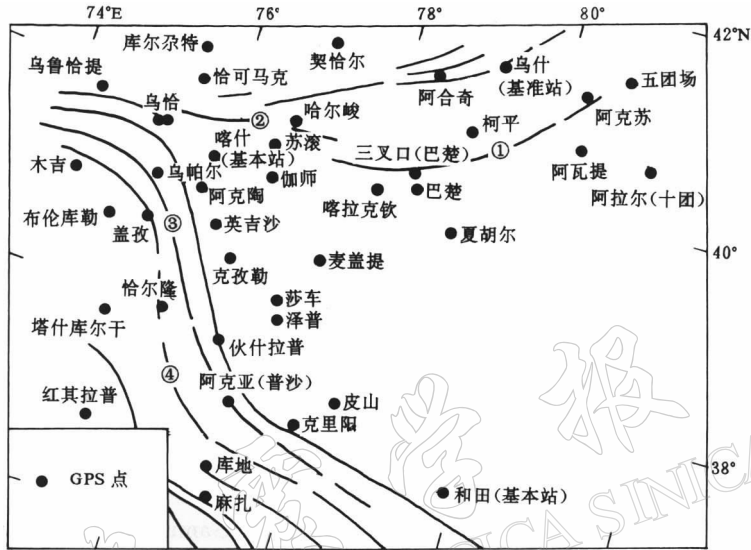 74°E
76°
78°
80°
42°N
库尔尕特
契恰尔
乌鲁恰提
恰可马克
乌什
(基准站)
五团场
阿合奇
乌恰
②
哈尔峻
阿克苏
喀什
(基本站)
苏滚
柯平
①
三叉口(巴楚)
木吉
乌帕尔
阿克陶
伽师
阿瓦提
喀拉克钦
巴楚
阿拉尔(十团)
布伦库勒
盖孜
③
英吉沙
夏胡尔
40°
克孜勒
麦盖提
恰尔隆
莎车
泽普
塔什库尔干
伙什拉普
④
阿克亚(普沙)
红其拉普
皮山
克里阳
GPS 点
库地
38°
麻扎
和田(基本站)
学报
ICA SINICA